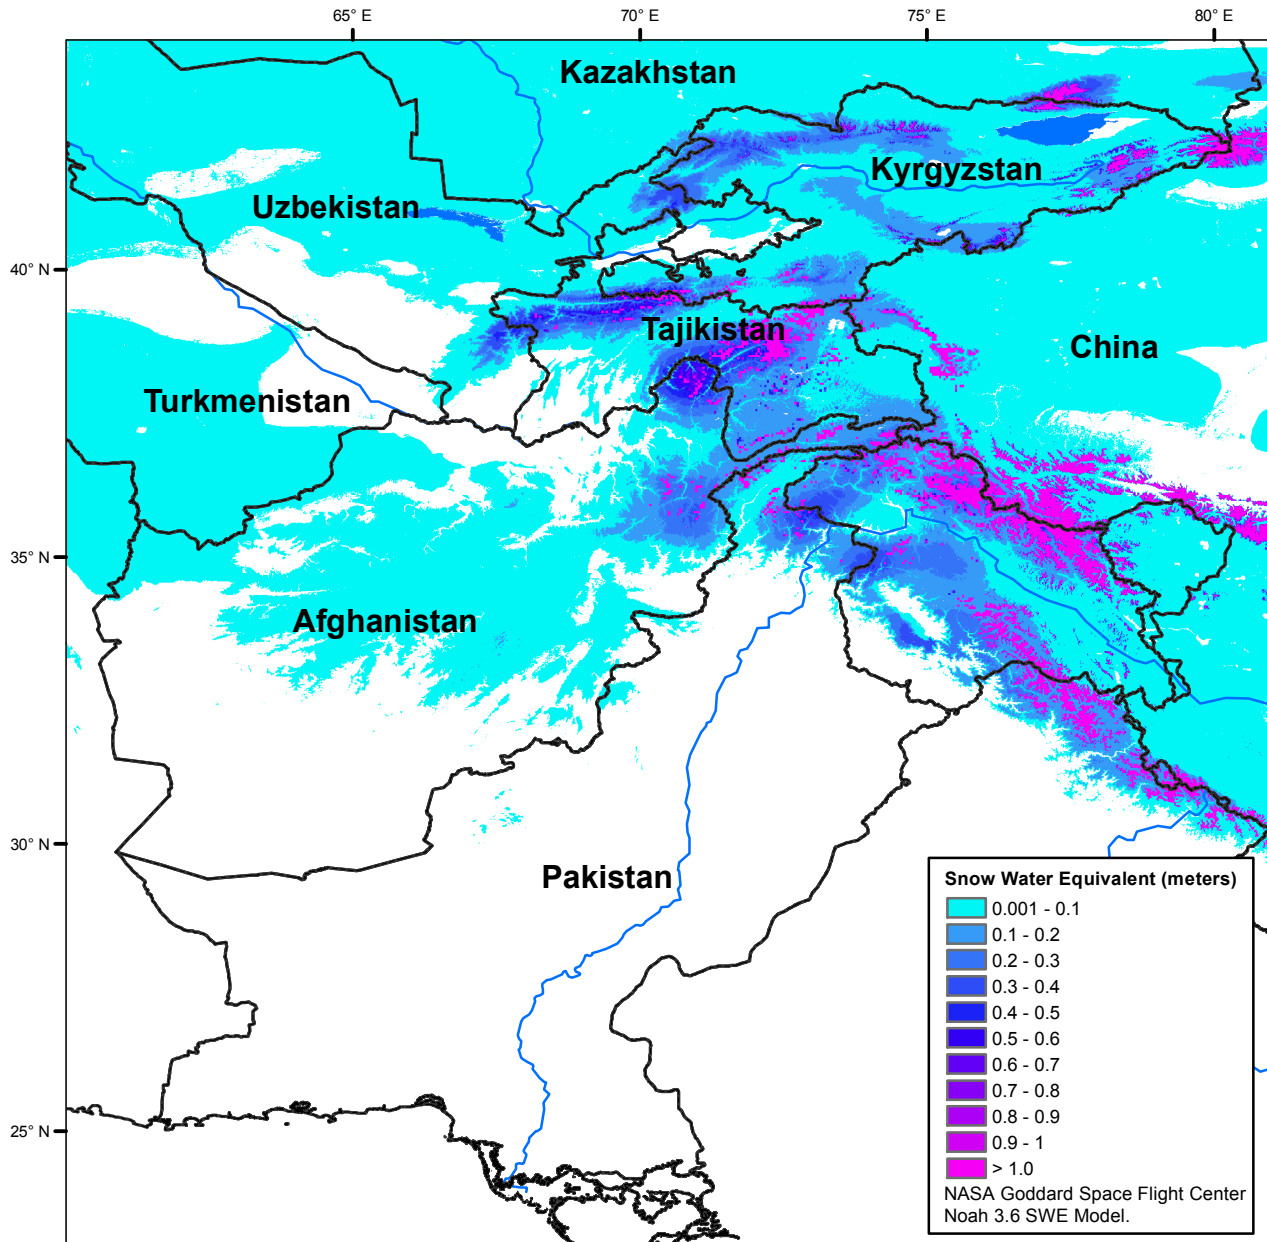 65° E
70° E
75° E
80° E
Kazakhstan
Kyrgyzstan
Uzbekistan
40° N
Tajikistan
China
Turkmenistan
35° N
Afghanistan
30° N
Pakistan
25° N
Snow Water Equivalent (meters)
0.001 - 0.1
0.1 - 0.2
0.2 - 0.3
0.3 - 0.4
0.4 - 0.5
0.5 - 0.6
0.6 - 0.7
0.7 - 0.8
0.8 - 0.9
0.9 - 1
> 1.0
NASA Goddard Space Flight Center
Noah 3.6 SWE Model.